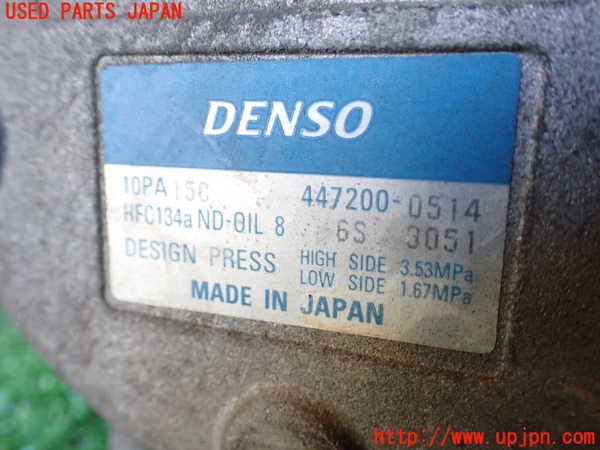 USED PARTS JAPAN
DENSO
10PA15C 447200-0514
HFC134a ND-OIL 8 6S 3051
DESIGN PRESS HIGH SIDE 3.53MPa
LOW SIDE 1.67MPa
MADE IN JAPAN
http://www.upjpn.com/